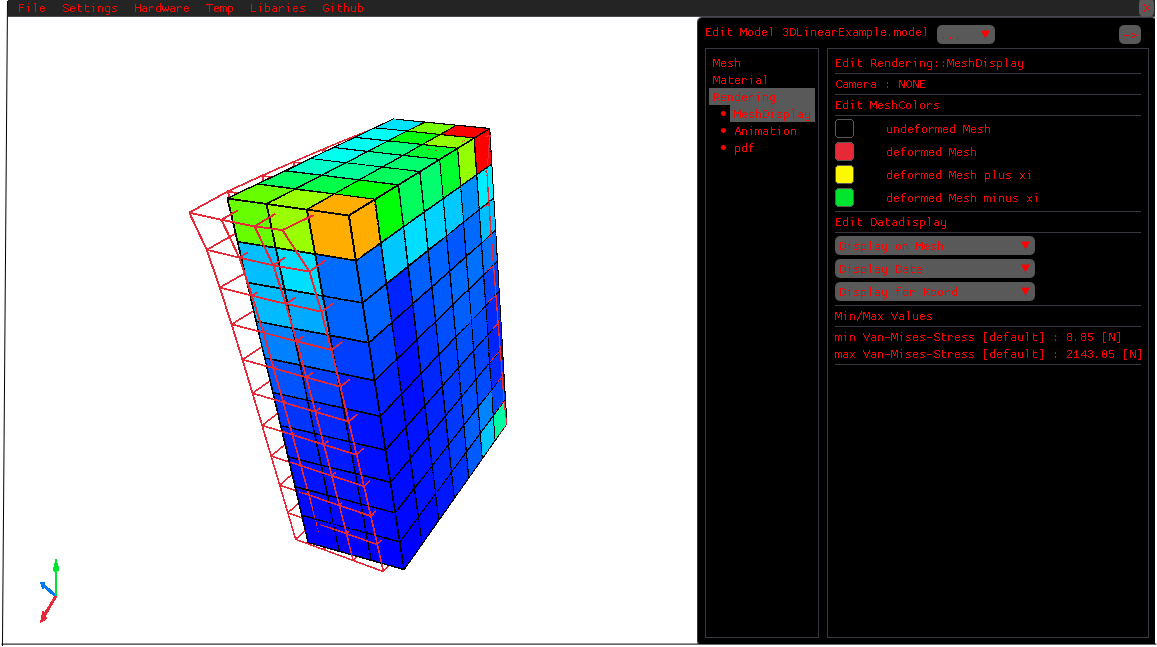 File Settings Hardware Temp Libaries Github
Edit Model 3DLinearExample.model ...
Mesh
Material
Rendering
MeshDisplay
Animation
pdf
Edit Rendering::MeshDisplay
Camera : NONE
Edit MeshColors
undeformed Mesh
deformed Mesh
deformed Mesh plus xi
deformed Mesh minus xi
Edit Datadisplay
Display on Mesh
Display Data
Display for
Min/Max Values
min Van-Mises-Stress [default] : 8.85 [N]
max Van-Mises-Stress [default] : 2143.05 [N]